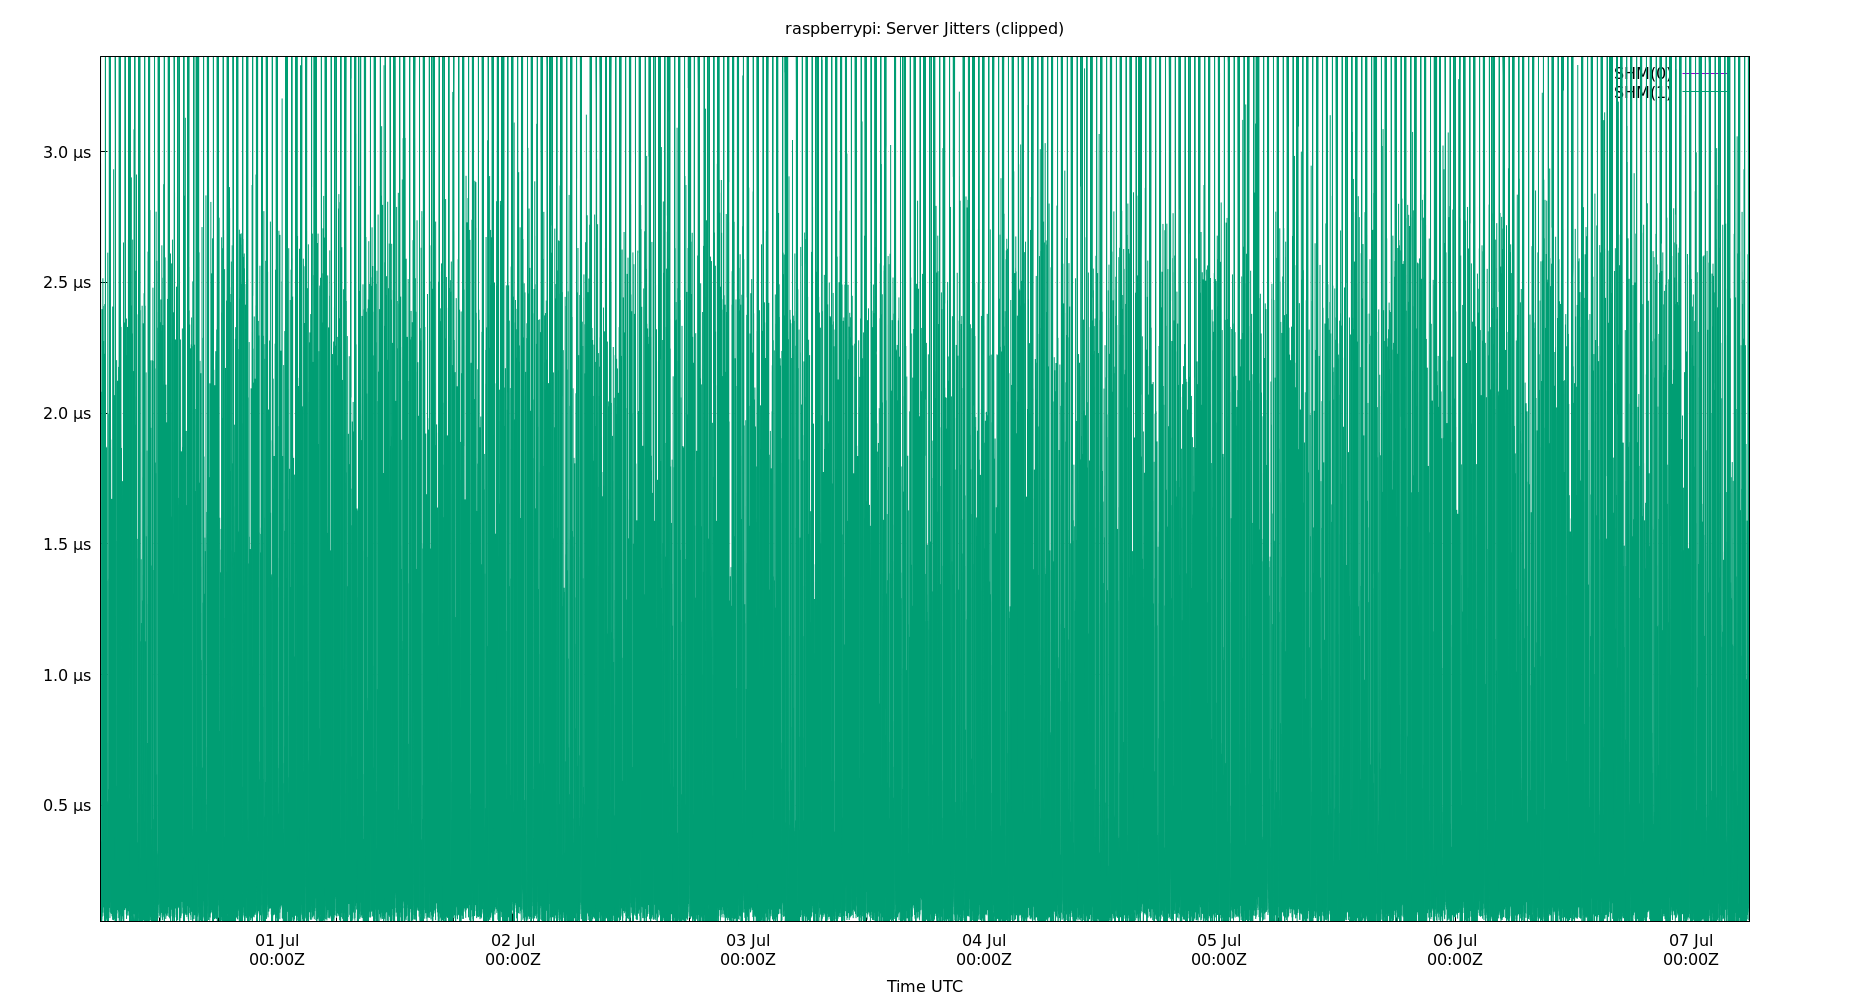 raspberrypi: Server Jitters (clipped)
SHM(0)
SHM(1)
3.0 µs
2.5 µs
2.0 µs
1.5 µs
1.0 µs
0.5 µs
01 Jul 02 Jul 03 Jul 04 Jul 05 Jul 06 Jul 07 Jul
00:00Z 00:00Z 00:00Z 00:00Z 00:00Z 00:00Z 00:00Z
Time UTC